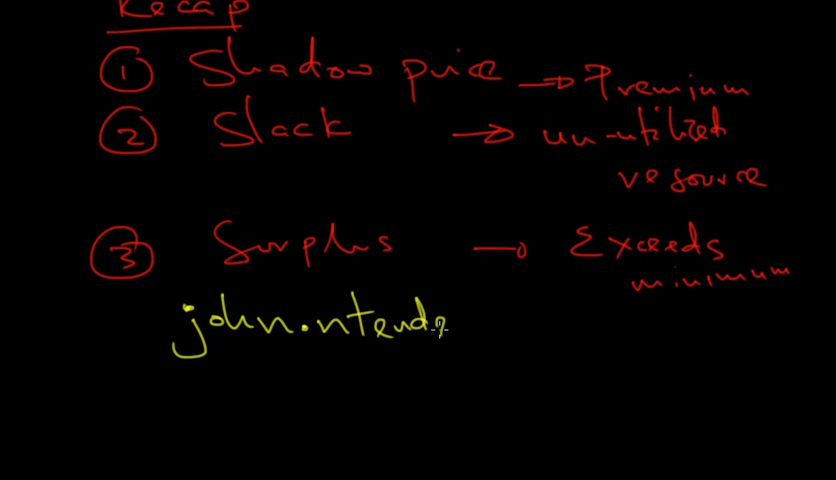 Recap
① Shadow price → Premium
② Slack → un-utilized
resource
③ Surplus → Exceeds
minimum
john.ntende